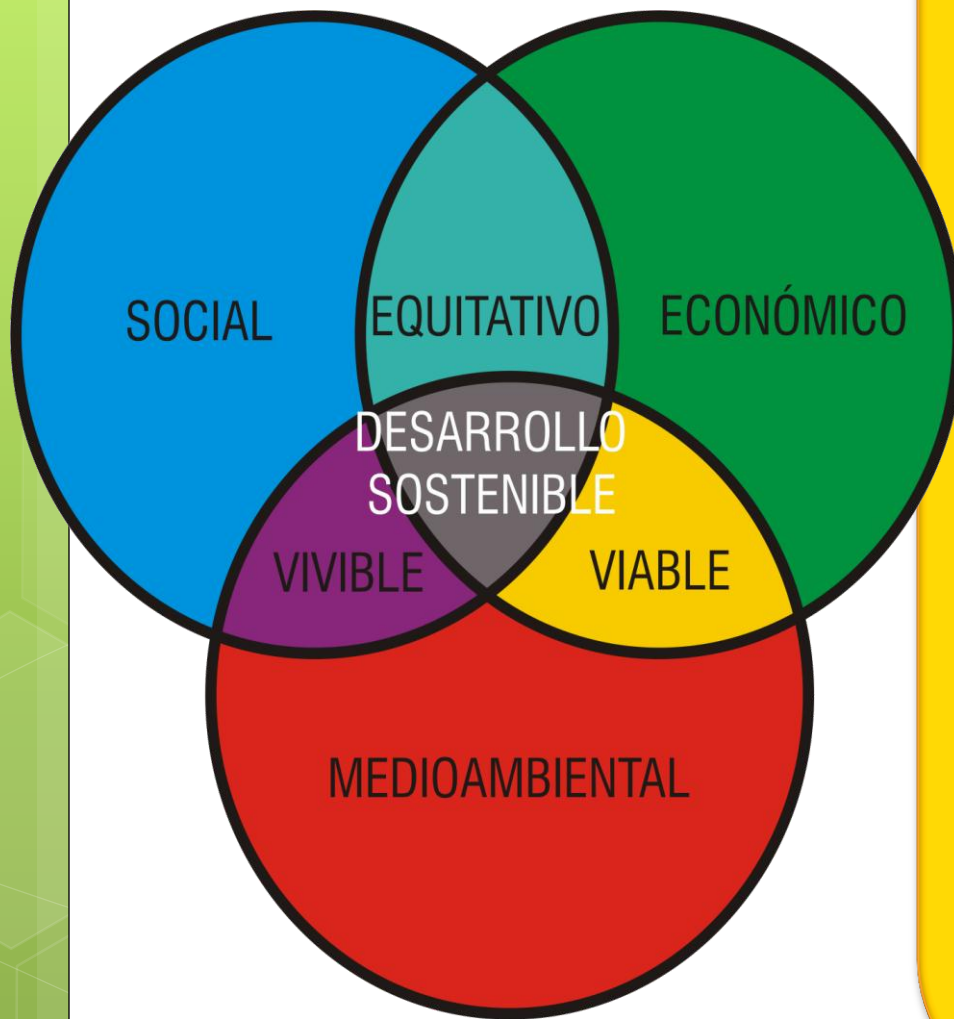 SOCIAL
EQUITATIVO
ECONÓMICO
DESARROLLO
SOSTENIBLE
VIVIBLE
VIABLE
MEDIOAMBIENTAL